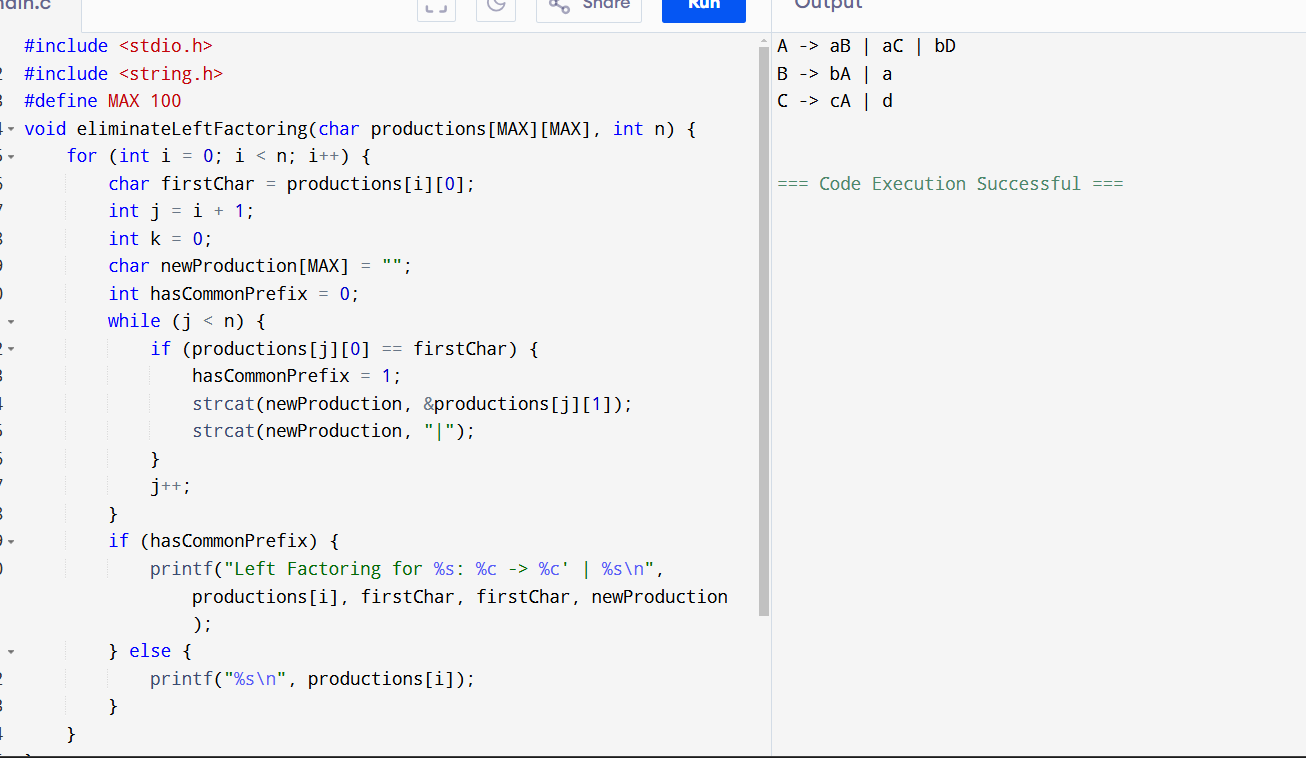 main.c
Share
Run
Output
#include <stdio.h>
#include <string.h>
#define MAX 100
void eliminateLeftFactoring(char productions[MAX][MAX], int n) {
for (int i = 0; i < n; i++) {
char firstChar = productions[i][0];
int j = i + 1;
int k = 0;
char newProduction[MAX] = "";
int hasCommonPrefix = 0;
while (j < n) {
if (productions[j][0] == firstChar) {
hasCommonPrefix = 1;
strcat(newProduction, &productions[j][1]);
strcat(newProduction, "|");
}
j++;
}
if (hasCommonPrefix) {
printf("Left Factoring for %s: %c -> %c' | %s\n",
productions[i], firstChar, firstChar, newProduction
);
} else {
printf("%s\n", productions[i]);
}
}
A -> aB | aC | bD
B -> bA | a
C -> cA | d
=== Code Execution Successful ===